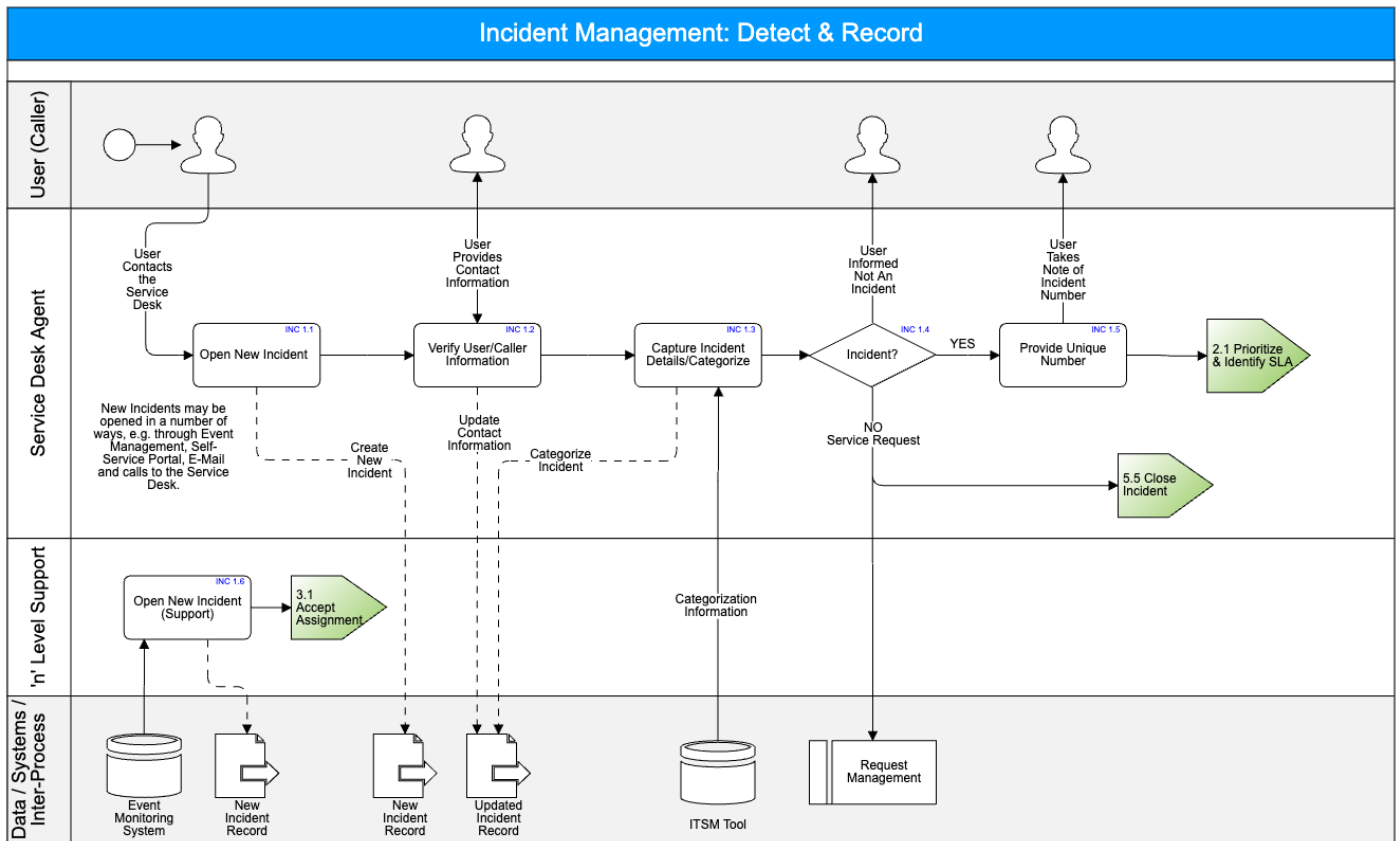 Incident Management: Detect & Record
User (Caller)
Service Desk Agent
'n' Level Support
Data / Systems /
Inter-Process
User
Contacts
the
Service
Desk
User
Provides
Contact
Information
User
Informed
Not An
Incident
User
Takes
Note of
Incident
Number
INC 1.1
Open New Incident
INC 1.2
Verify User/Caller
Information
INC 1.3
Capture Incident
Details/Categorize
INC 1.4
Incident?
YES
INC 1.5
Provide Unique
Number
2.1 Prioritize
& Identify SLA
New Incidents may be
opened in a number of
ways, e.g. through Event
Management, Self-
Service Portal, E-Mail
and calls to the Service
Desk.
Create
New
Incident
Update
Contact
Information
Categorize
Incident
NO
Service Request
5.5 Close
Incident
INC 1.6
Open New Incident
(Support)
3.1
Accept
Assignment
Categorization
Information
Event
Monitoring
System
New
Incident
Record
New
Incident
Record
Updated
Incident
Record
ITSM Tool
Request
Management